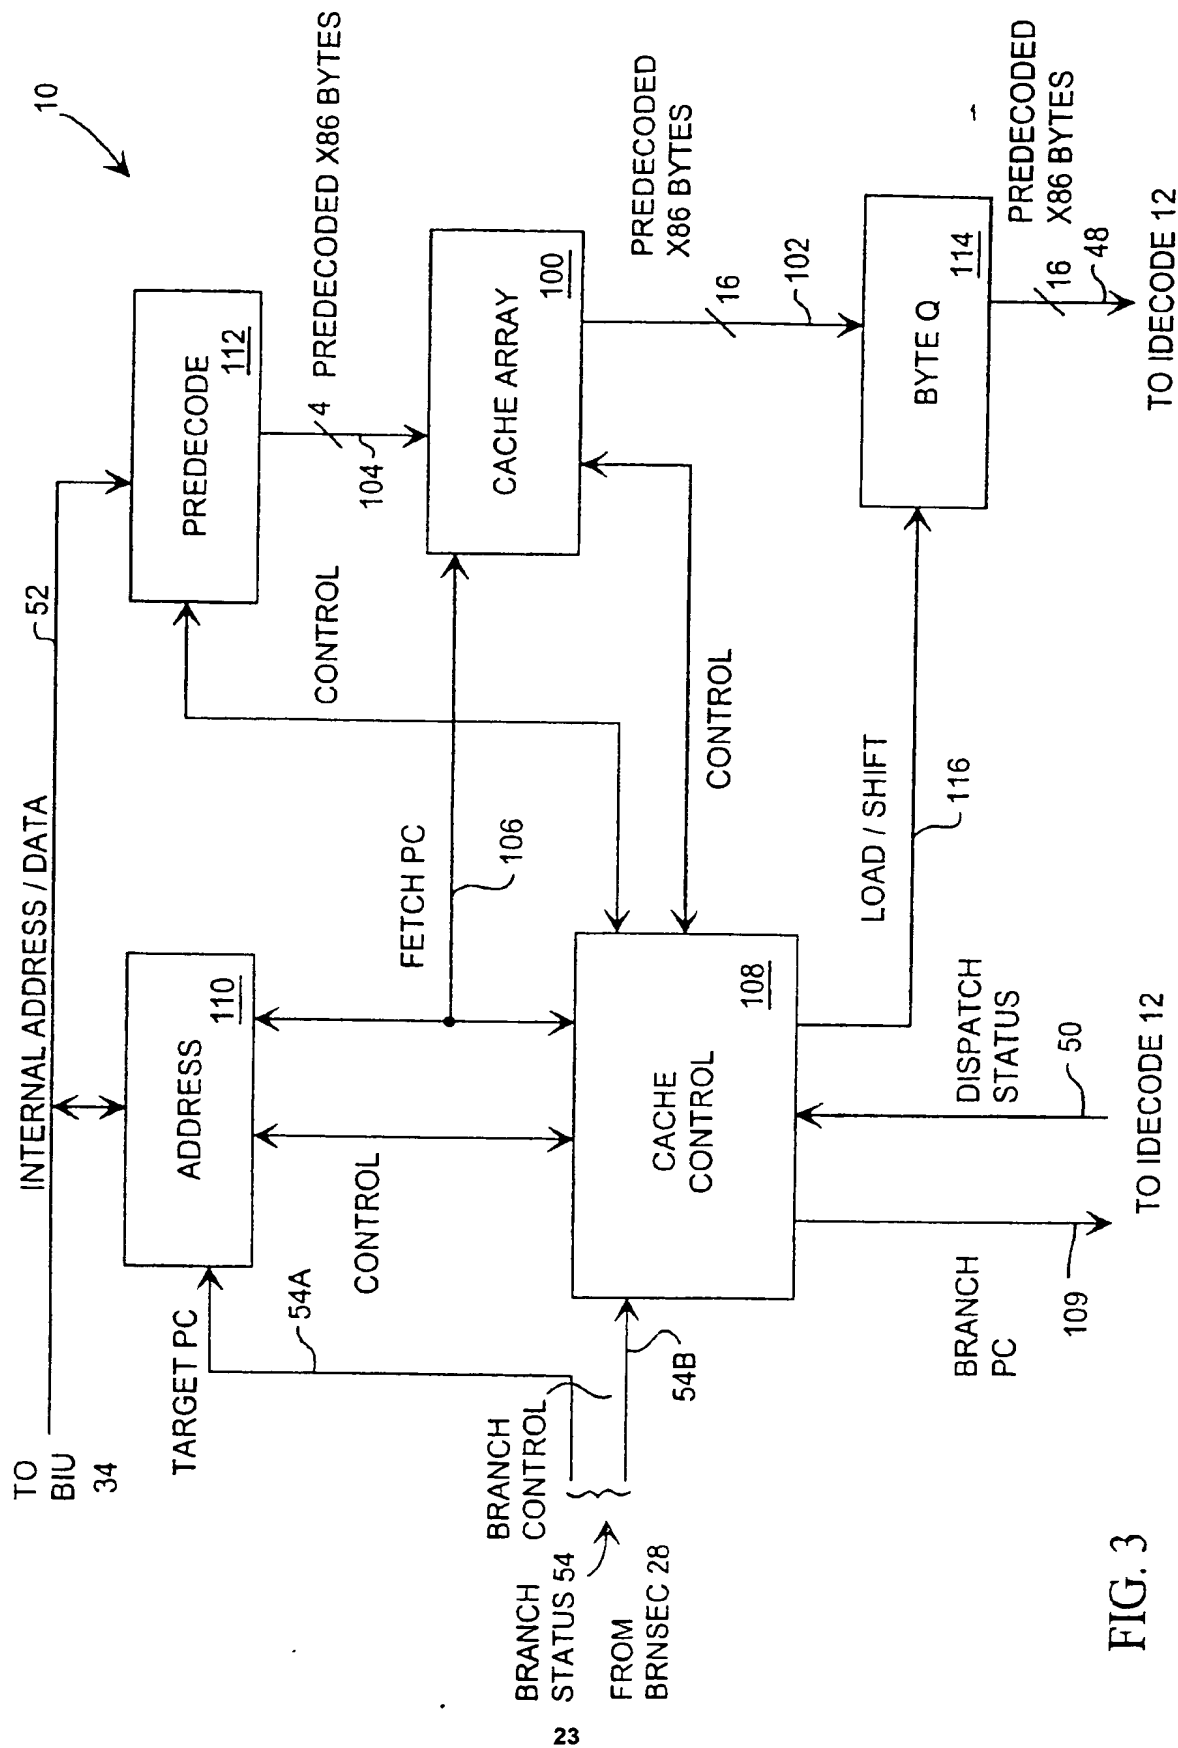 10
INTERNAL ADDRESS / DATA
52
TO
BIU
34
TARGET PC
ADDRESS
110
PREDECODE
112
4 PREDECODED X86 BYTES
104
CONTROL
54A
CONTROL
FETCH PC
106
CACHE ARRAY
100
PREDECODED
X86 BYTES
16
102
BRANCH
CONTROL
BRANCH
STATUS 54
FROM
BRNSEC 28
54B
CACHE
CONTROL
108
CONTROL
LOAD / SHIFT
116
BYTE Q
114
PREDECODED
X86 BYTES
16
48
TO IDECODE 12
BRANCH
PC
109
DISPATCH
STATUS
50
TO IDECODE 12
FIG. 3
23